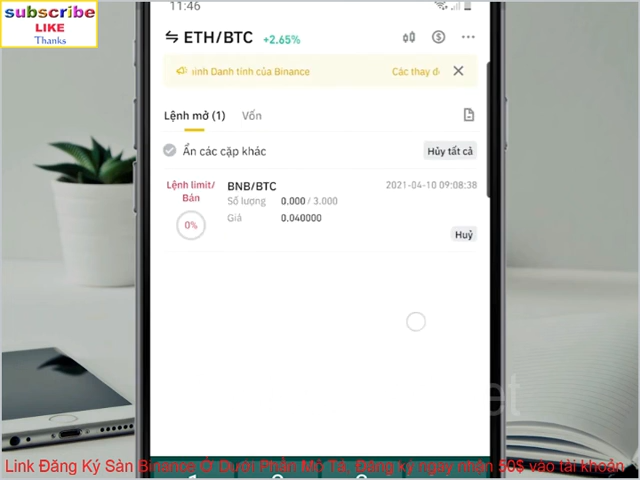 subscribe
LIKE
Thanks
11:46
ETH/BTC +2.65%
Danh tính của Binance Các thay
Lệnh mở (1) Vốn
Ẩn các cặp khác Hủy tất cả
Lệnh limit/ BNB/BTC 2021-04-10 09:08:38
Bán Số lượng 0.000 / 3.000
0% Giá 0.040000
Huỷ
Link Đăng Ký Sàn Binance Ở Dưới Phần Mô Tả, Đăng ký ngay nhận 50$ vào tài khoản